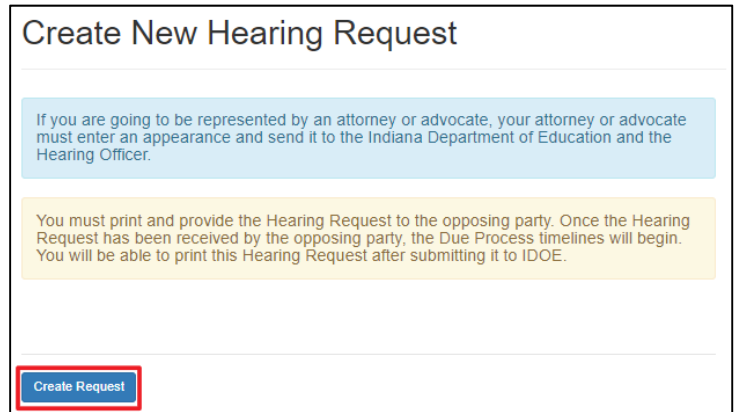 Create New Hearing Request
If you are going to be represented by an attorney or advocate, your attorney or advocate
must enter an appearance and send it to the Indiana Department of Education and the
Hearing Officer.
You must print and provide the Hearing Request to the opposing party. Once the Hearing
Request has been received by the opposing party, the Due Process timelines will begin.
You will be able to print this Hearing Request after submitting it to IDOE.
Create Request